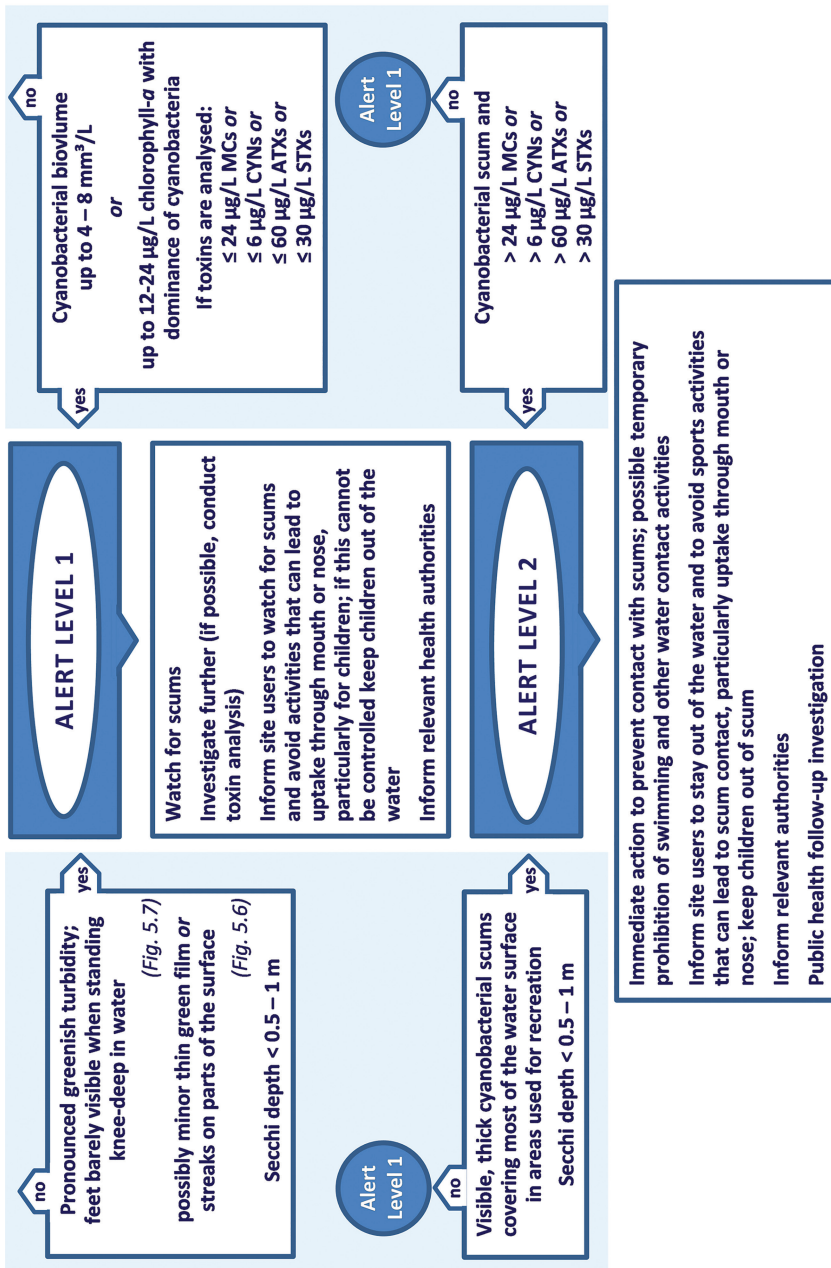 no
Pronounced greenish turbidity;
feet barely visible when standing
knee-deep in water
(Fig. 5.7)
possibly minor thin green film or
streaks on parts of the surface
(Fig. 5.6)
Secchi depth < 0.5 – 1 m
yes
ALERT LEVEL 1
Watch for scums
Investigate further (if possible, conduct
toxin analysis)
Inform site users to watch for scums
and avoid activities that can lead to
uptake through mouth or nose,
particularly for children; if this cannot
be controlled keep children out of the
water
Inform relevant health authorities
no
Cyanobacterial biovlume
up to 4 – 8 mm³/L
or
up to 12-24 µg/L chlorophyll-a with
dominance of cyanobacteria
If toxins are analysed:
≤ 24 µg/L MCs or
≤ 6 µg/L CYNs or
≤ 60 µg/L ATXs or
≤ 30 µg/L STXs
yes
Alert
Level 1
no
Visible, thick cyanobacterial scums
covering most of the water surface
in areas used for recreation
Secchi depth < 0.5 – 1 m
yes
ALERT LEVEL 2
Alert
Level 1
no
Cyanobacterial scum and
> 24 µg/L MCs or
> 6 µg/L CYNs or
> 60 µg/L ATXs or
> 30 µg/L STXs
yes
Immediate action to prevent contact with scums; possible temporary
prohibition of swimming and other water contact activities
Inform site users to stay out of the water and to avoid sports activities
that can lead to scum contact, particularly uptake through mouth or
nose; keep children out of scum
Inform relevant authorities
Public health follow-up investigation